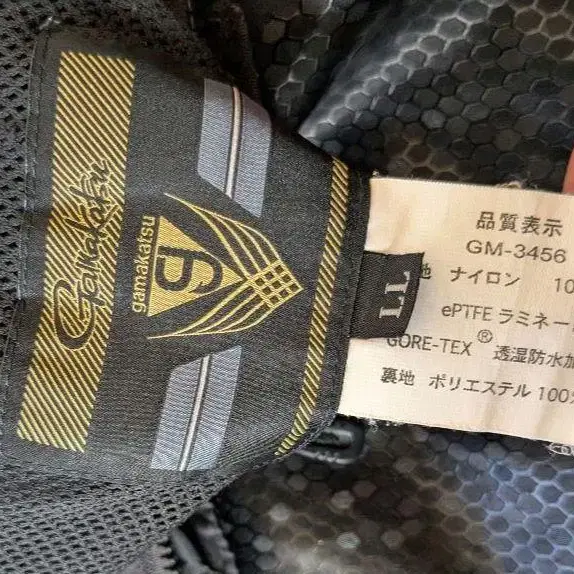 Gamakatsu
gamakatsu
g
LL
品質表示
GM-3456
地 ナイロン 10
ePTFE ラミネー
GORE-TEX® 透湿防水加
裏地 ポリエステル 100